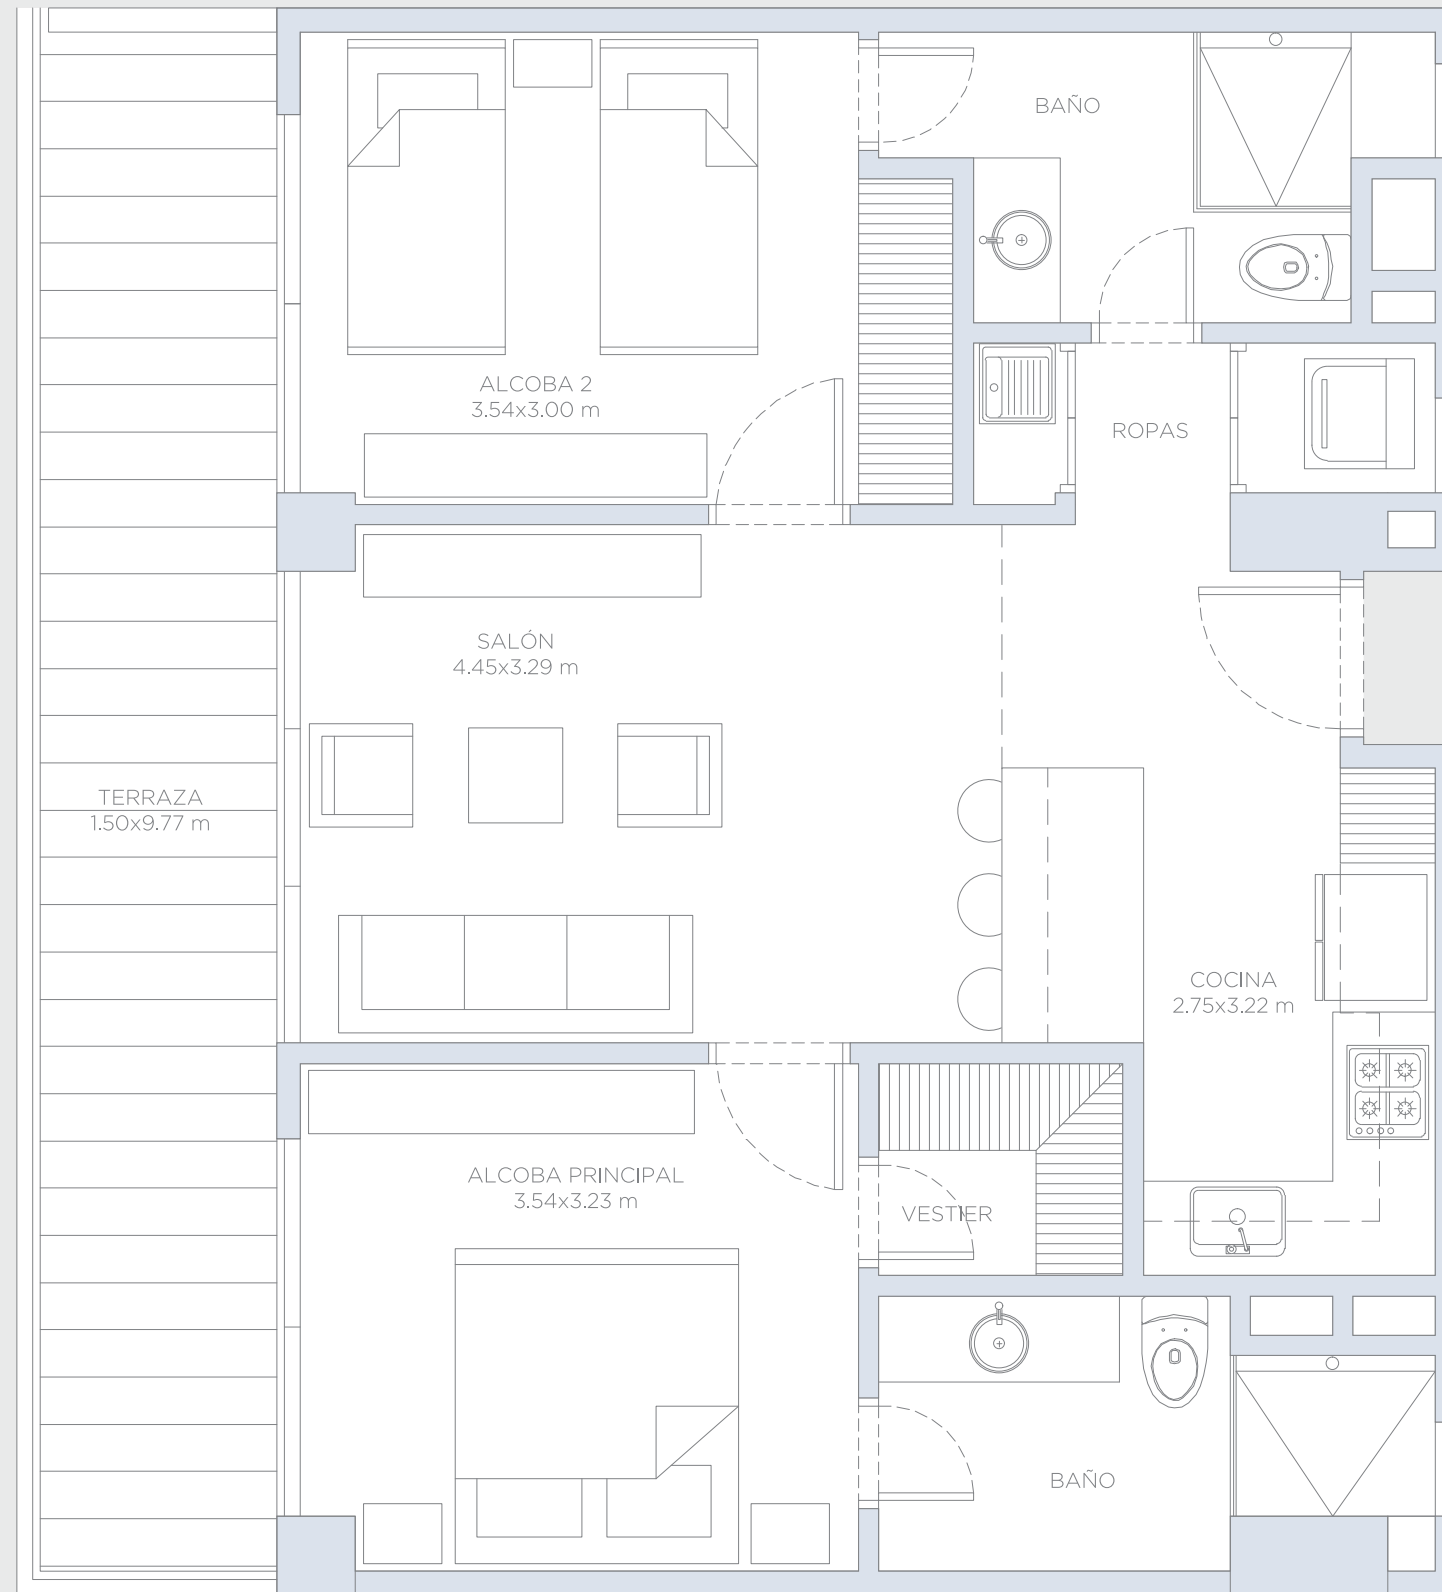 BAÑO
ALCOBA 2
3.54x3.00 m
ROPAS
SALÓN
4.45x3.29 m
TERRAZA
1.50x9.77 m
COCINA
2.75x3.22 m
ALCOBA PRINCIPAL
3.54x3.23 m
VESTIER
BAÑO